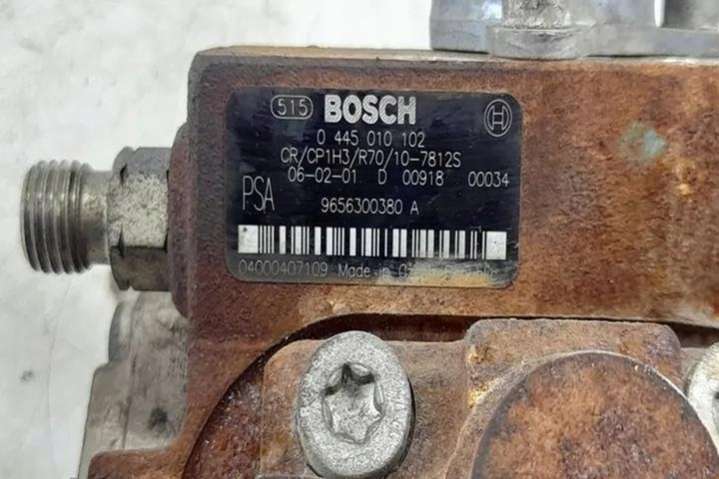 515 BOSCH
0 445 010 102
CR/CP1H3/R70/10-7812S
06-02-01 D 00918 00034
PSA 9656300380 A
04000407109 Made in